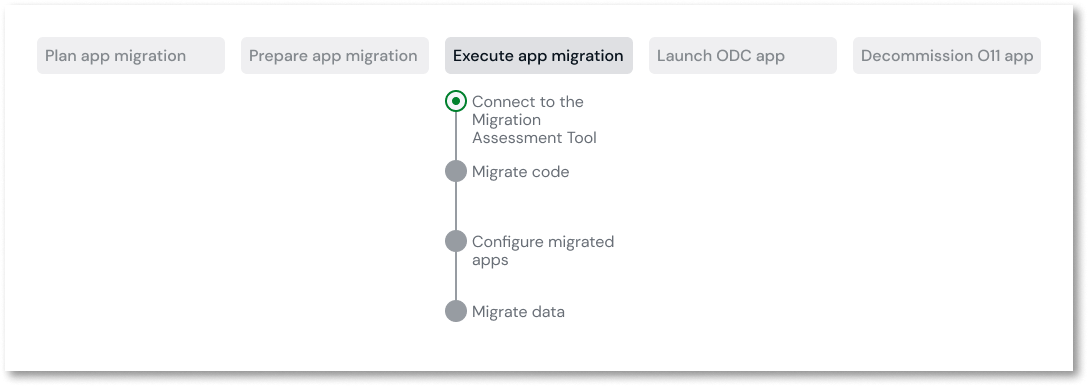 Plan app migration
Prepare app migration
Execute app migration
Launch ODC app
Decommission O11 app
Connect to the
Migration
Assessment Tool
Migrate code
Configure migrated
apps
Migrate data